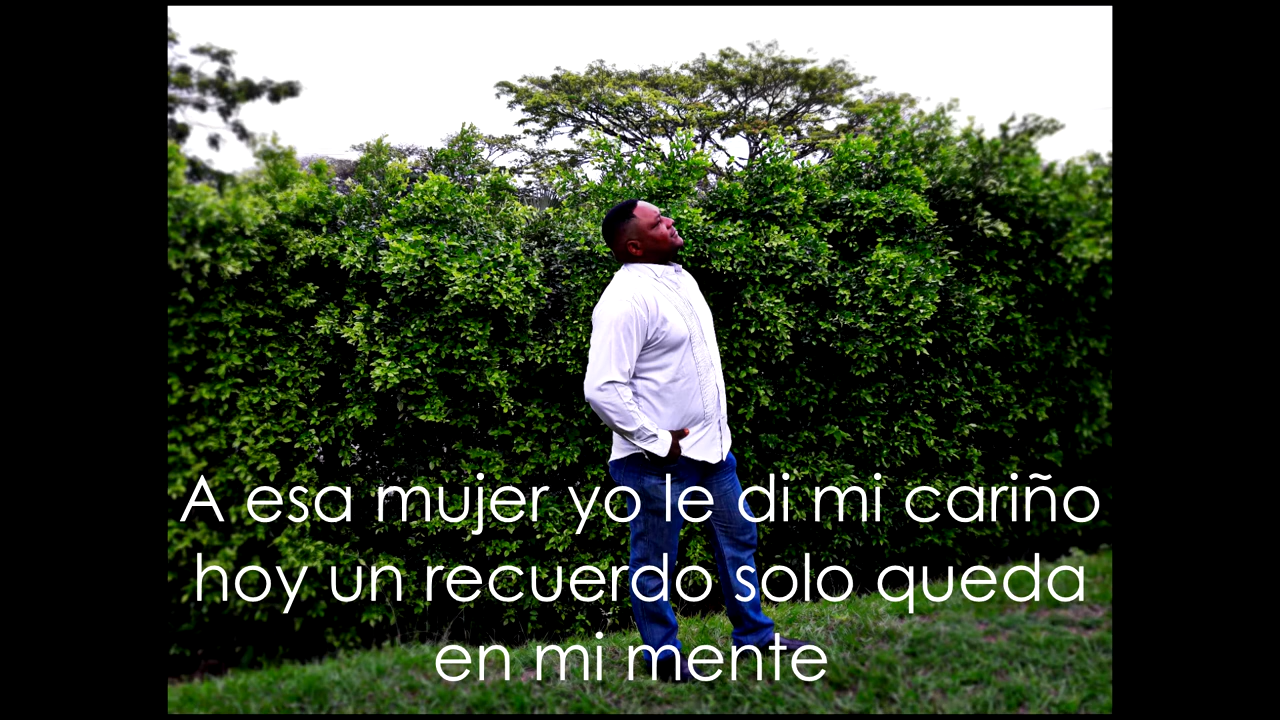 A esa mujer yo le di mi cariño
hoy un recuerdo solo queda
en mi mente